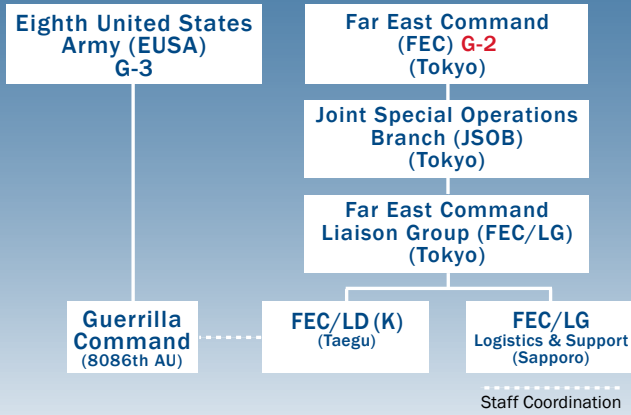 Eighth United States
Army (EUSA)
G-3
Far East Command
(FEC) G-2
(Tokyo)
Joint Special Operations
Branch (JSOB)
(Tokyo)
Far East Command
Liaison Group (FEC/LG)
(Tokyo)
Guerrilla
Command
(8086th AU)
FEC/LD (K)
(Taegu)
FEC/LG
Logistics & Support
(Sapporo)
Staff Coordination